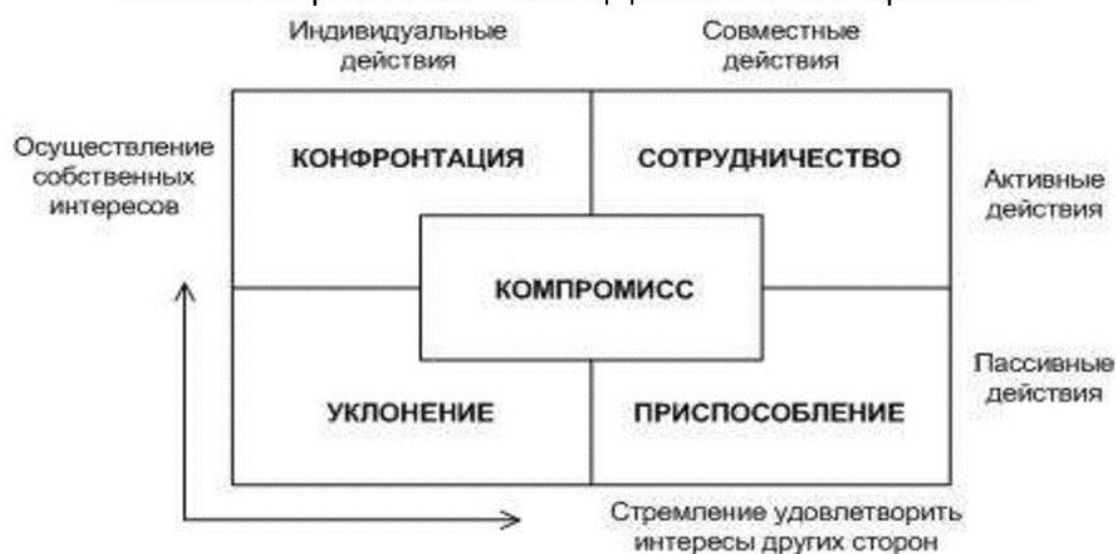 Индивидуальные
действия
Совместные
действия
Осуществление
собственных
интересов
КОНФРОНТАЦИЯ
СОТРУДНИЧЕСТВО
Активные
действия
КОМПРОМИСС
УКЛОНЕНИЕ
ПРИСПОСОБЛЕНИЕ
Пассивные
действия
Стремление удовлетворить
интересы других сторон